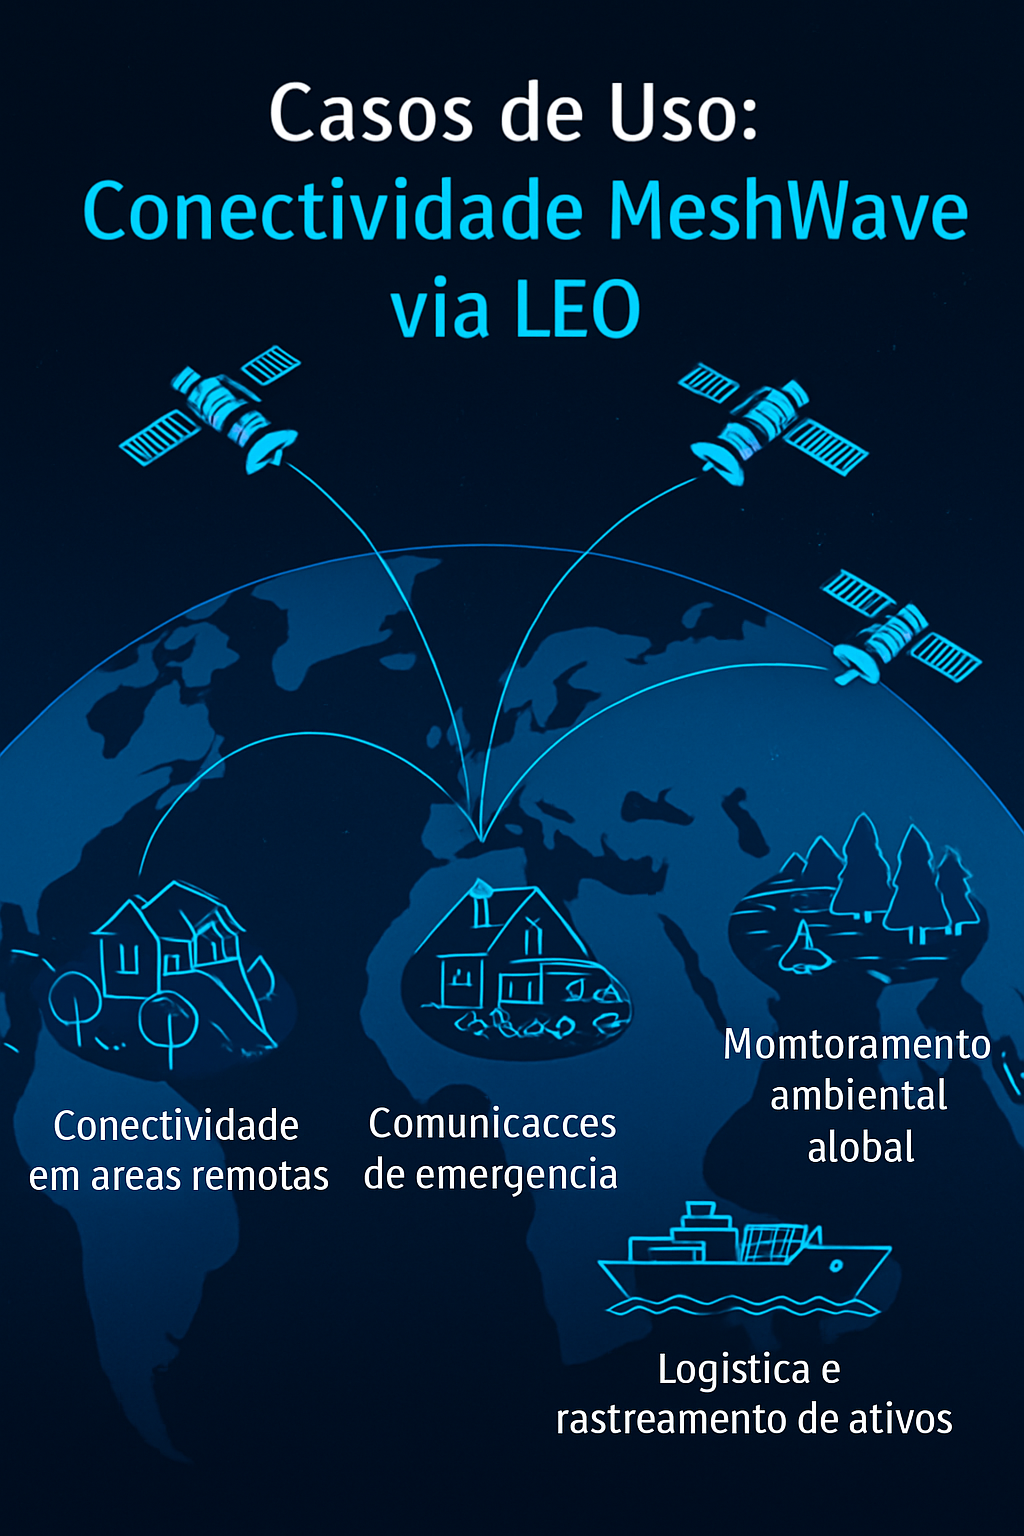 Casos de Uso:
Conectividade MeshWave
via LEO
Conectividade
em areas remotas
Comunicacces
de emergencia
Momtoramento
ambiental
alobal
Logistica e
rastreamento de ativos